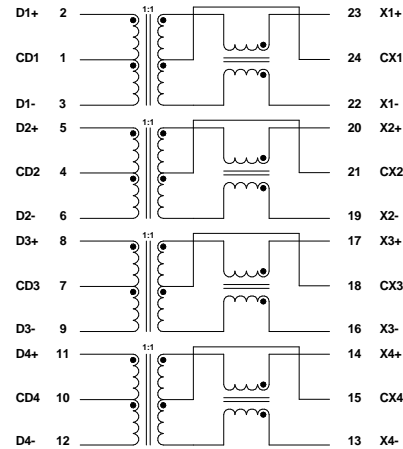 1:1
D1+ 2 23 X1+
CD1 1 24 CX1
D1- 3 22 X1-
1:1
D2+ 5 20 X2+
CD2 4 21 CX2
D2- 6 19 X2-
1:1
D3+ 8 17 X3+
CD3 7 18 CX3
D3- 9 16 X3-
1:1
D4+ 11 14 X4+
CD4 10 15 CX4
D4- 12 13 X4-